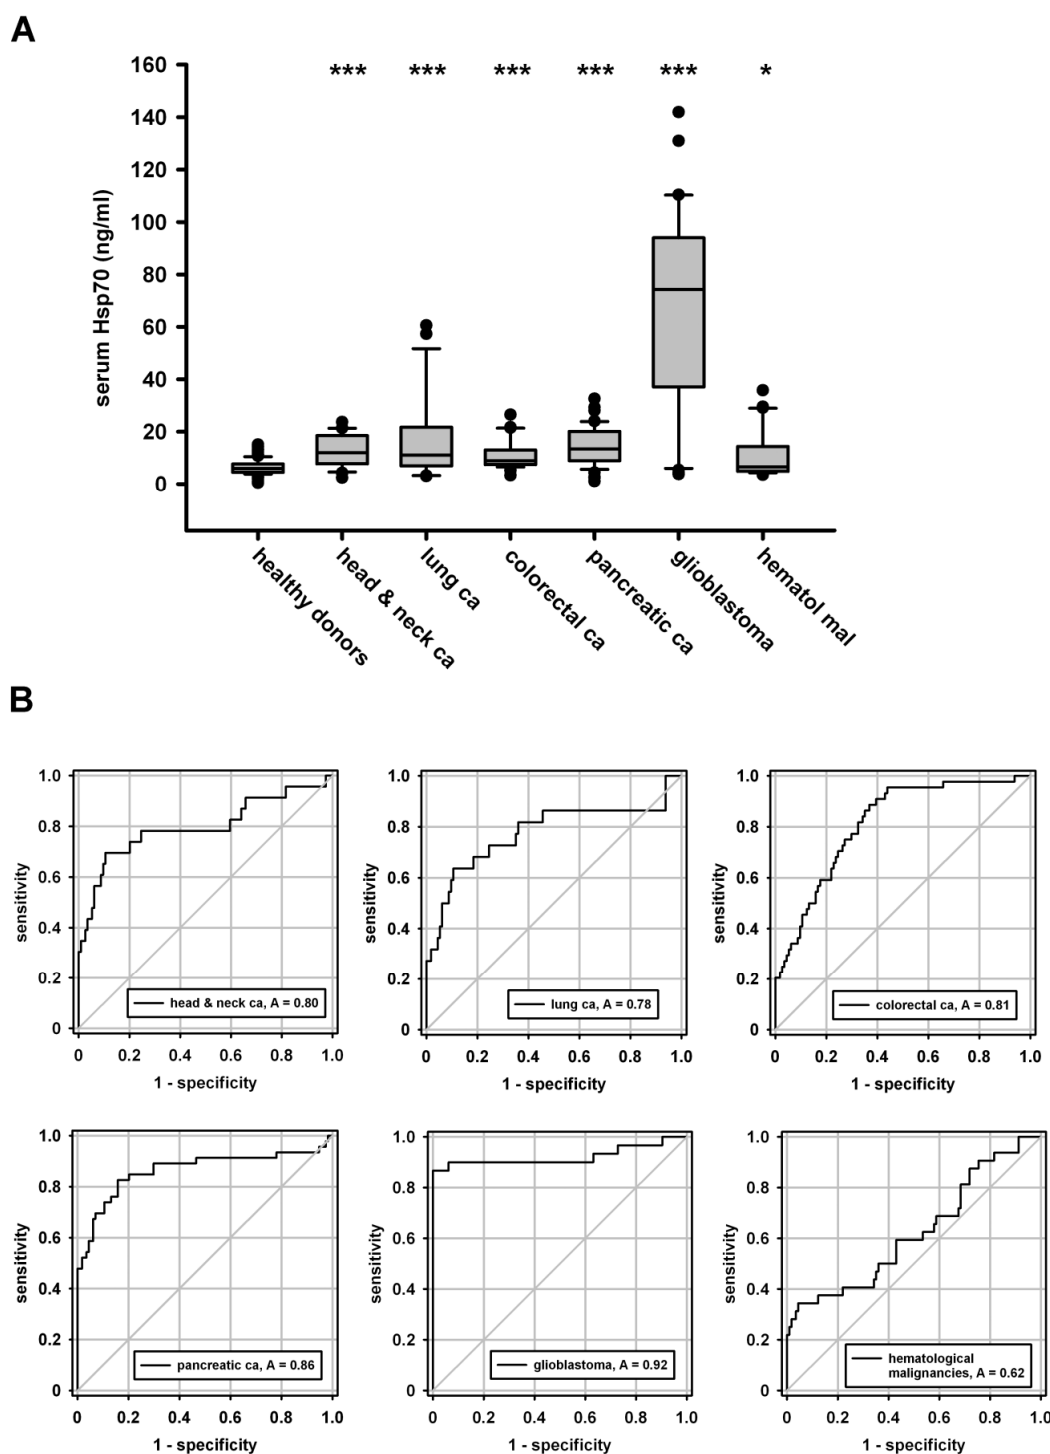 A
160
140
120
100
80
60
40
20
0
serum Hsp70 (ng/ml)
*** *** *** *** *** *
healthy donors
head & neck ca
lung ca
colorectal ca
pancreatic ca
glioblastoma
hematol mal
B
1.0
0.8
0.6
0.4
0.2
0
sensitivity
head & neck ca, A = 0.80
0 0.2 0.4 0.6 0.8 1.0
1 - specificity
1.0
0.8
0.6
0.4
0.2
0
sensitivity
lung ca, A = 0.78
0 0.2 0.4 0.6 0.8 1.0
1 - specificity
1.0
0.8
0.6
0.4
0.2
0
sensitivity
colorectal ca, A = 0.81
0 0.2 0.4 0.6 0.8 1.0
1 - specificity
1.0
0.8
0.6
0.4
0.2
0
sensitivity
pancreatic ca, A = 0.86
0 0.2 0.4 0.6 0.8 1.0
1 - specificity
1.0
0.8
0.6
0.4
0.2
0
sensitivity
glioblastoma, A = 0.92
0 0.2 0.4 0.6 0.8 1.0
1 - specificity
1.0
0.8
0.6
0.4
0.2
0
sensitivity
hematological
malignancies, A = 0.62
0 0.2 0.4 0.6 0.8 1.0
1 - specificity